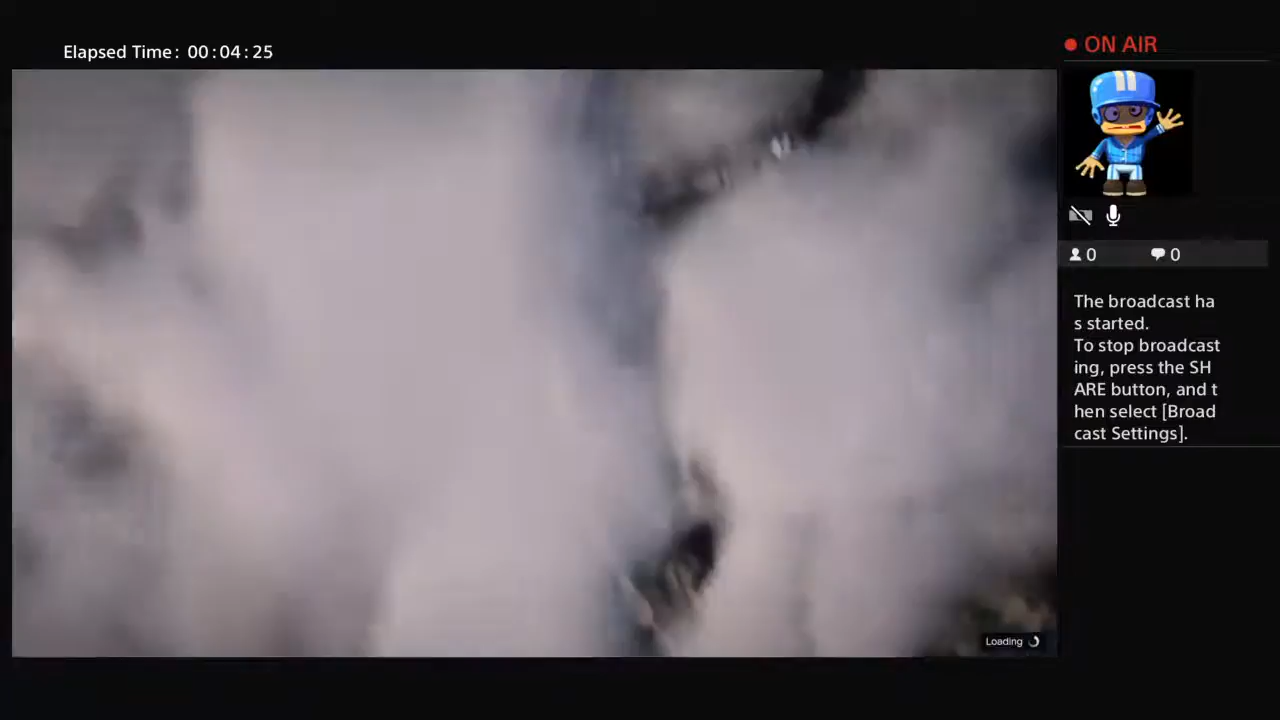 Elapsed Time: 00:04:25
ON AIR
0 0
The broadcast ha
s started.
To stop broadcast
ing, press the SH
ARE button, and t
hen select [Broad
cast Settings].
Loading